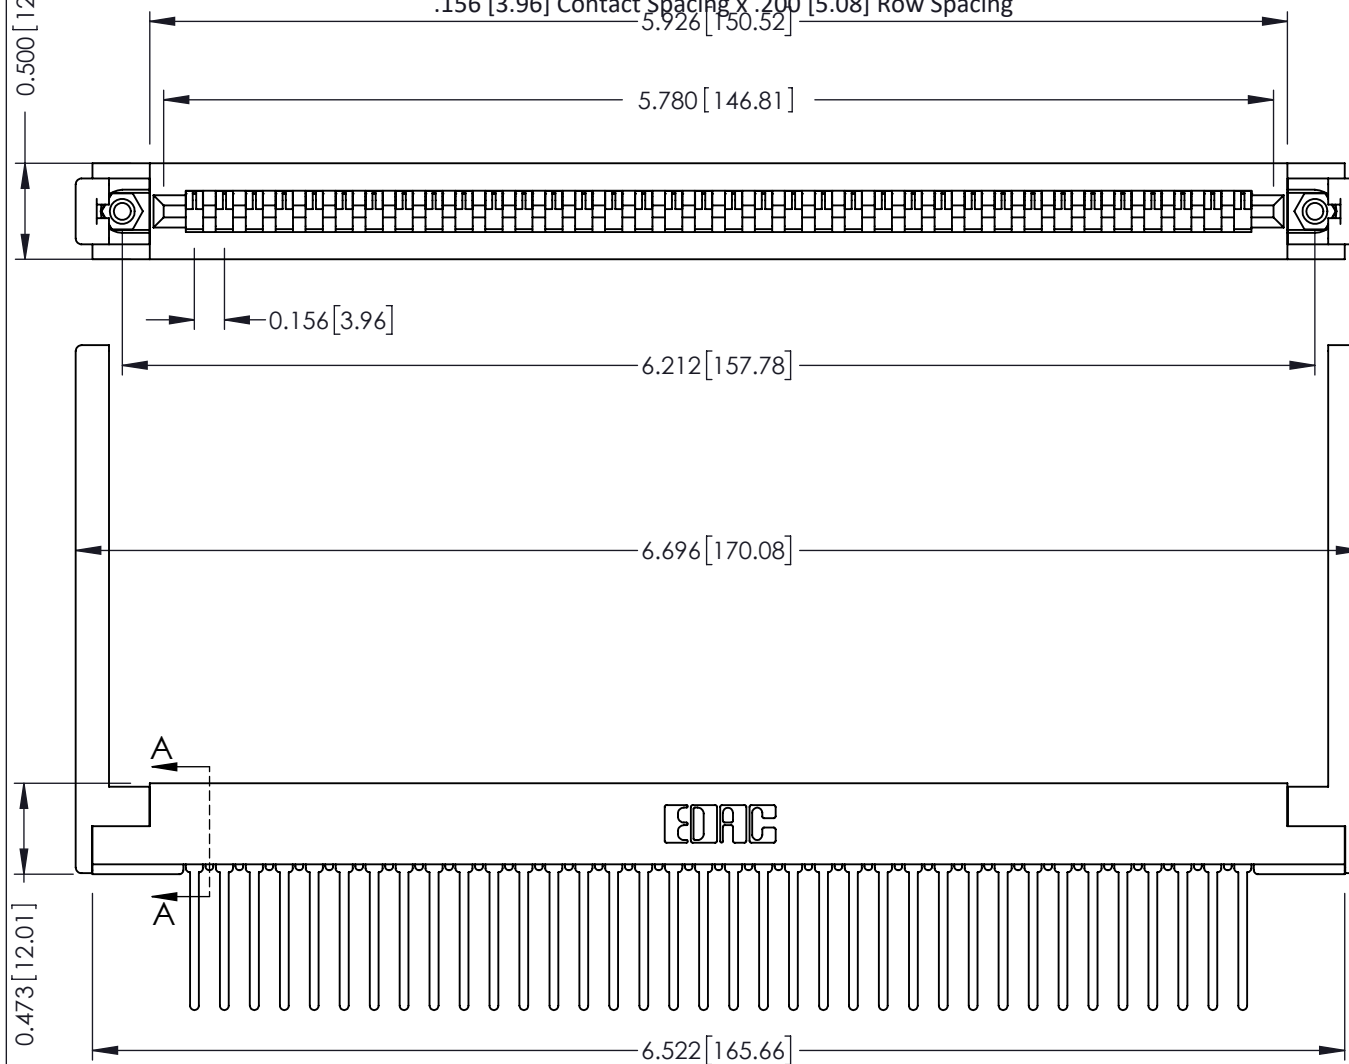 .156 [3.96] Contact Spacing x .200 [5.08] Row Spacing
5.926[150.52]
0.500
5.780[146.81]
0.156[3.96]
6.212[157.78]
6.696[170.08]
A
EDAC
A
0.473[12.01]
6.522[165.66]